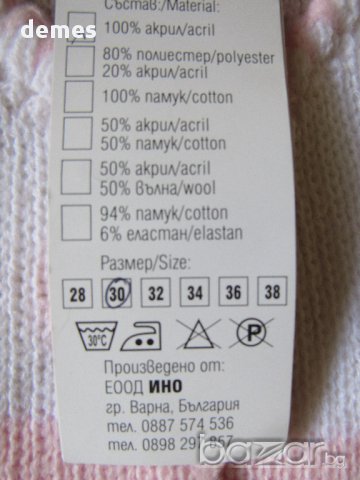 demes
Състав:/Material:
100% акрил/acril
80% полиестер/polyester
20% акрил/acril
100% памук/cotton
50% акрил/acril
50% памук/cotton
50% акрил/acril
50% вълна/wool
94% памук/cotton
6% еластан/elastan
Размер/Size:
28 30 32 34 36 38
30°C P
Произведено от:
ЕООД ИНО
гр. Варна, България
тел. 0887 574 536
тел. 0898 297 857
bazar.bg